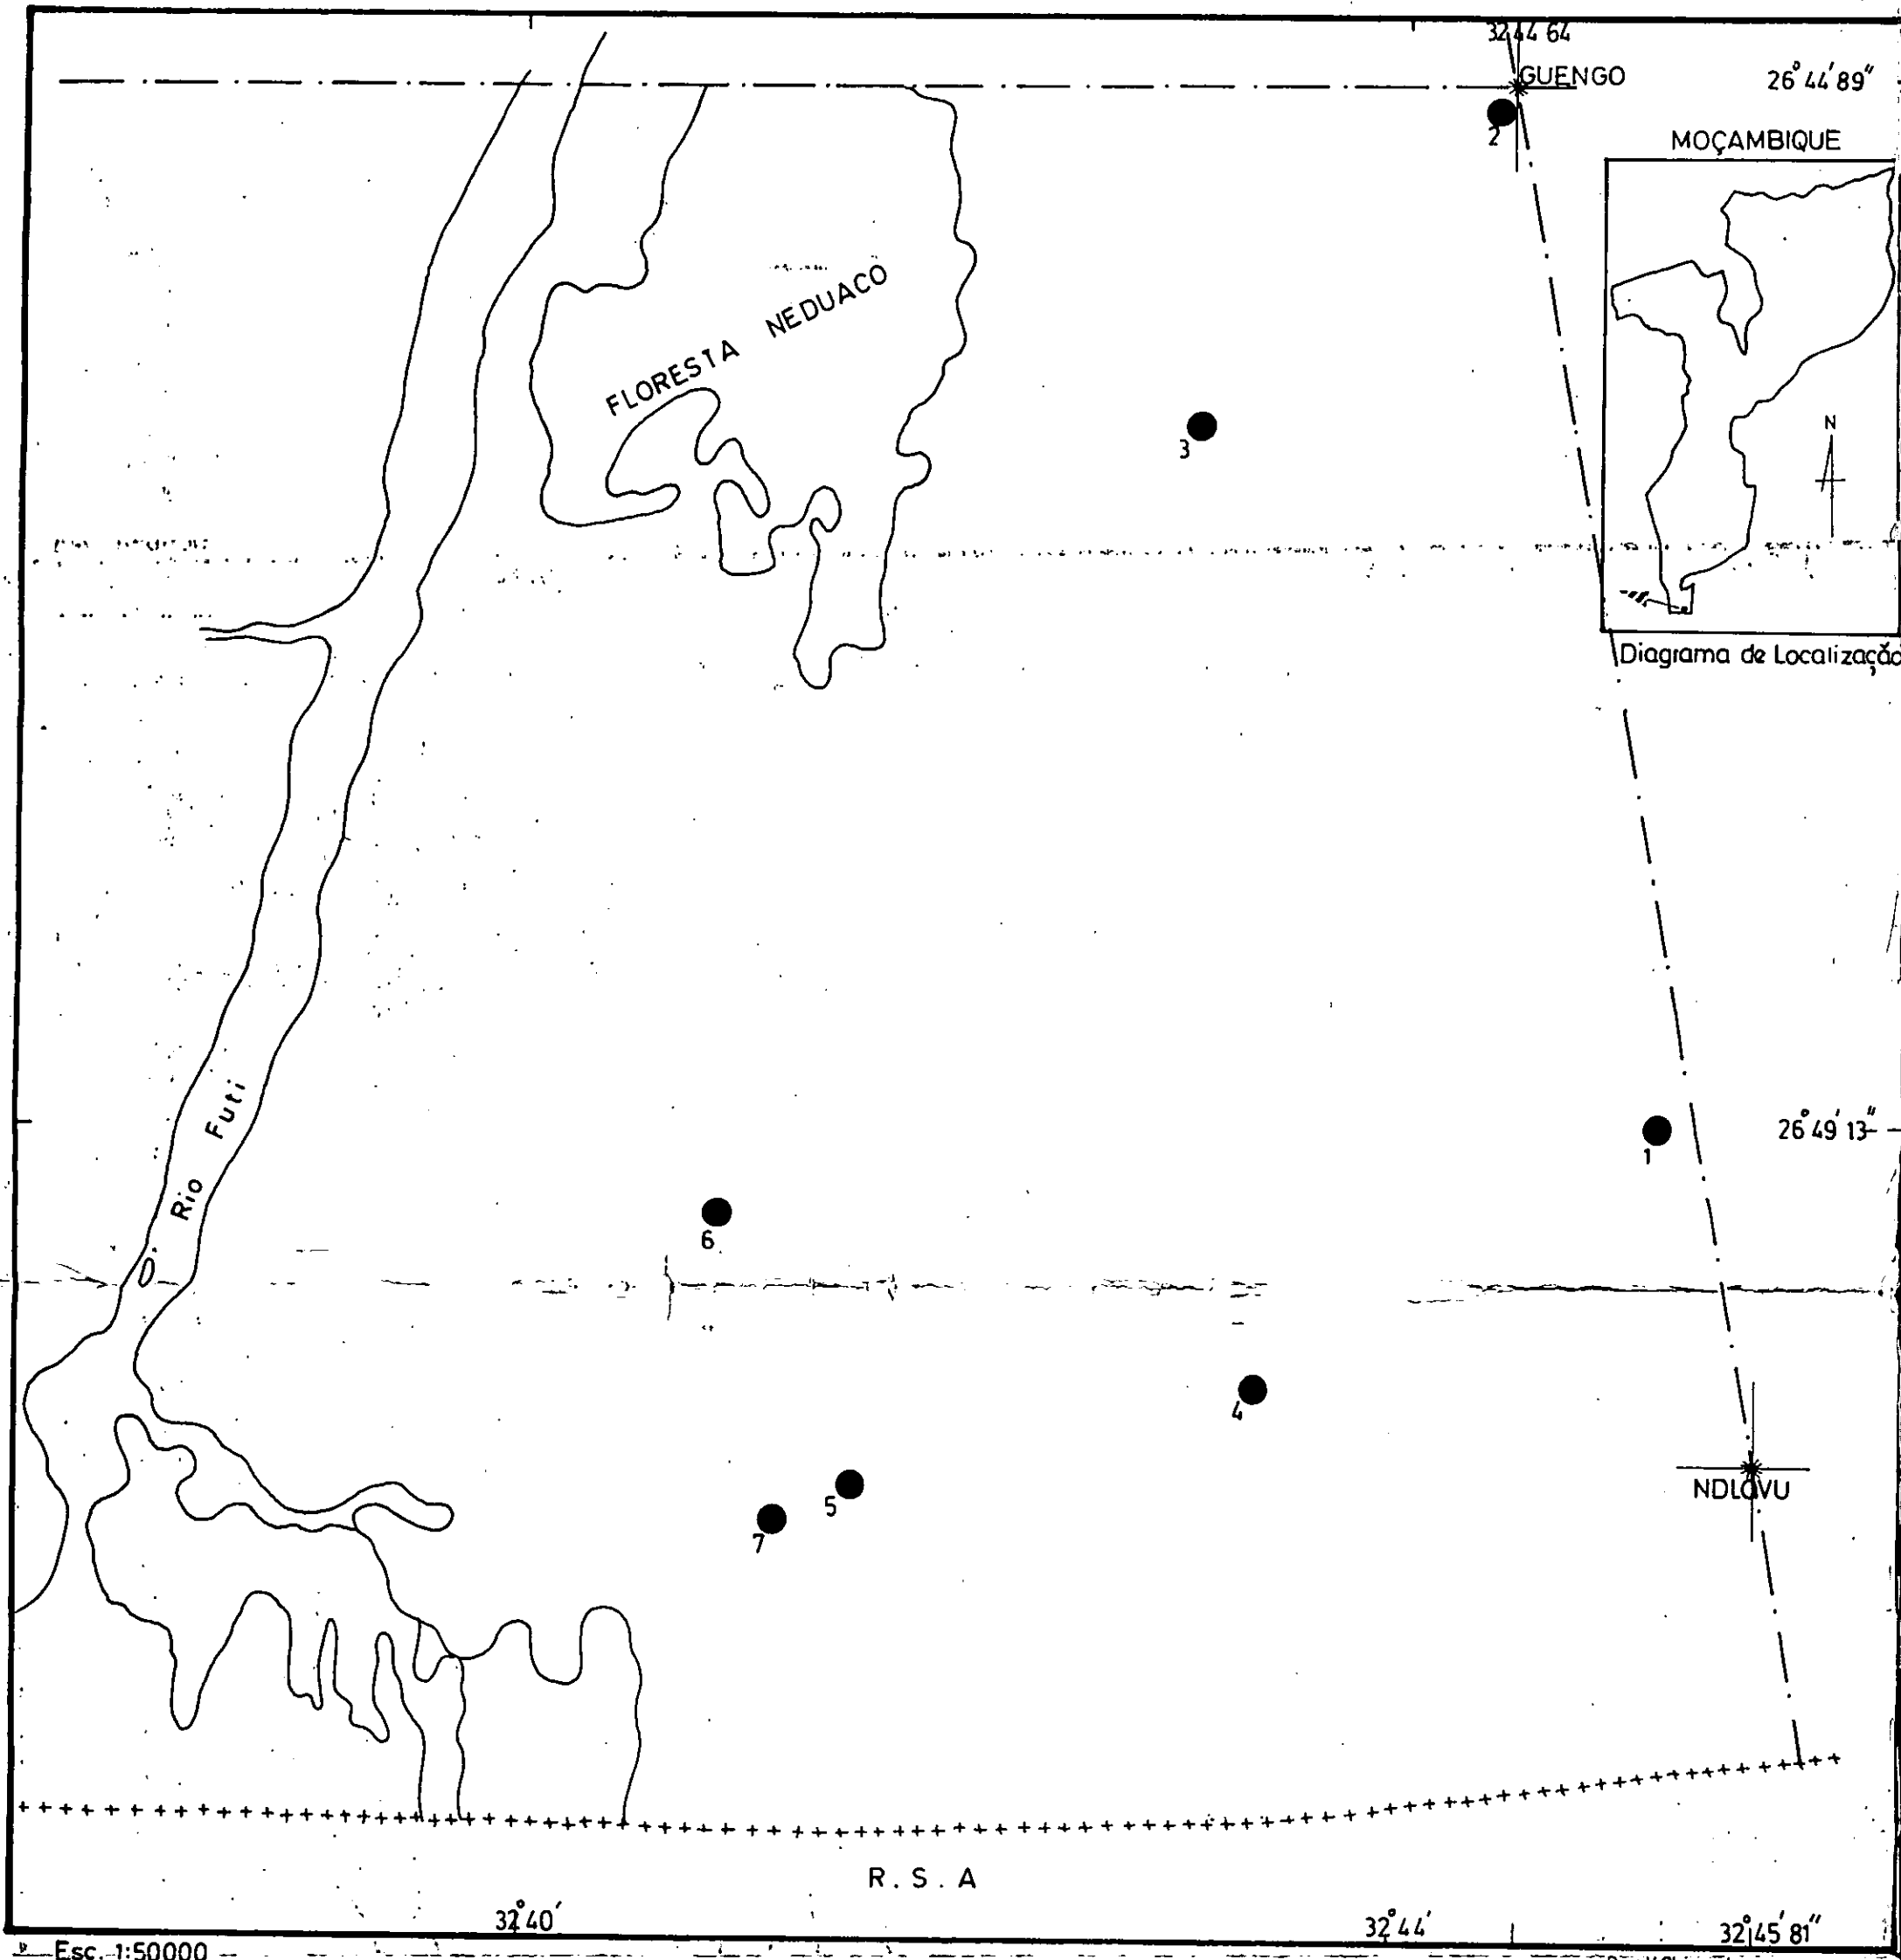 32 44 64
GUENGO
26° 44' 89"
2
MOÇAMBIQUE
FLORESTA NEDUACO
3
N
Diagrama de Localização
Rio Futi
26° 49' 13"
1
6
4
5
NDLOVU
7
R. S. A
32° 40'
32° 44'
32° 45' 81"
Esc. 1:50000